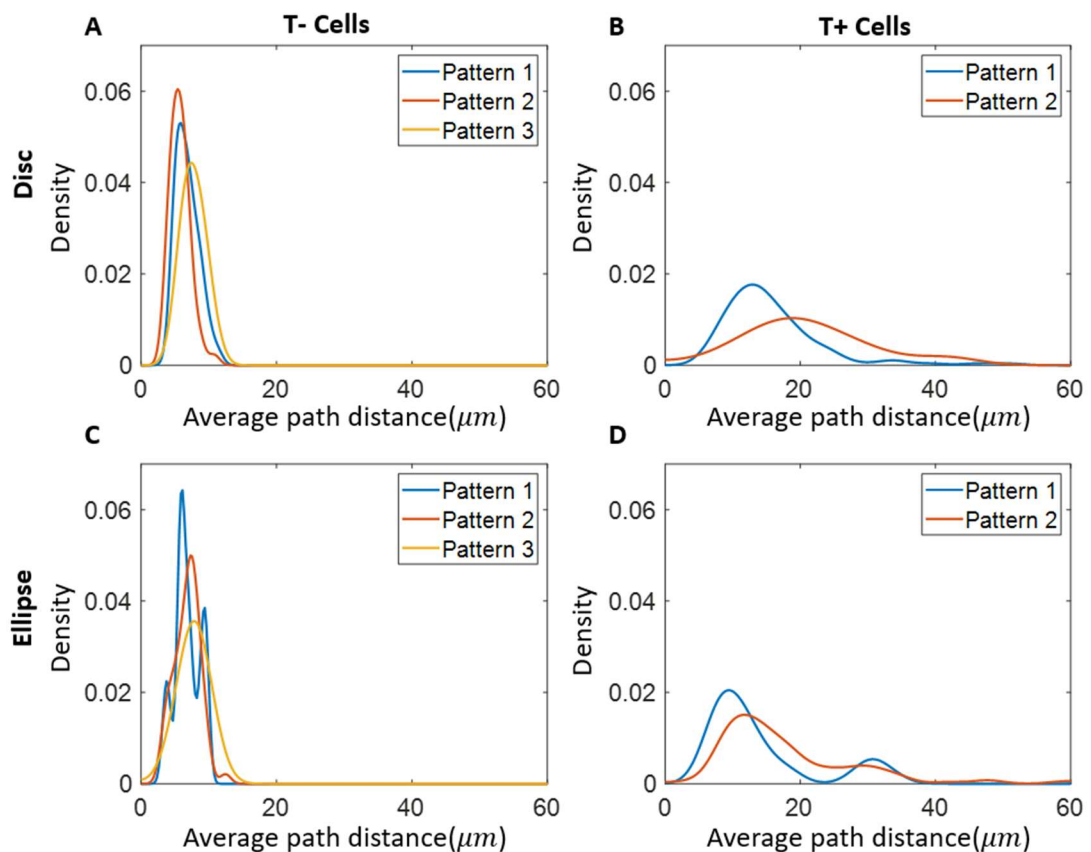 A
T- Cells
B
T+ Cells
Disc
Density
0.06
0.04
0.02
0
Pattern 1
Pattern 2
Pattern 3
0
20
40
60
Average path distance(μm)
Density
0.06
0.04
0.02
0
Pattern 1
Pattern 2
0
20
40
60
Average path distance(μm)
C
D
Ellipse
Density
0.06
0.04
0.02
0
Pattern 1
Pattern 2
Pattern 3
0
20
40
60
Average path distance(μm)
Density
0.06
0.04
0.02
0
Pattern 1
Pattern 2
0
20
40
60
Average path distance(μm)